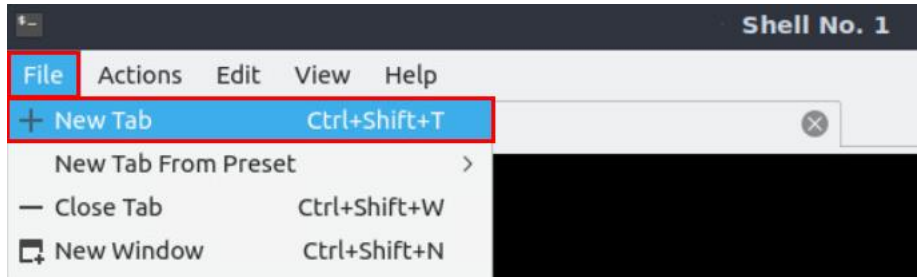 Shell No. 1
File Actions Edit View Help
New Tab Ctrl+Shift+T
New Tab From Preset
Close Tab Ctrl+Shift+W
New Window Ctrl+Shift+N